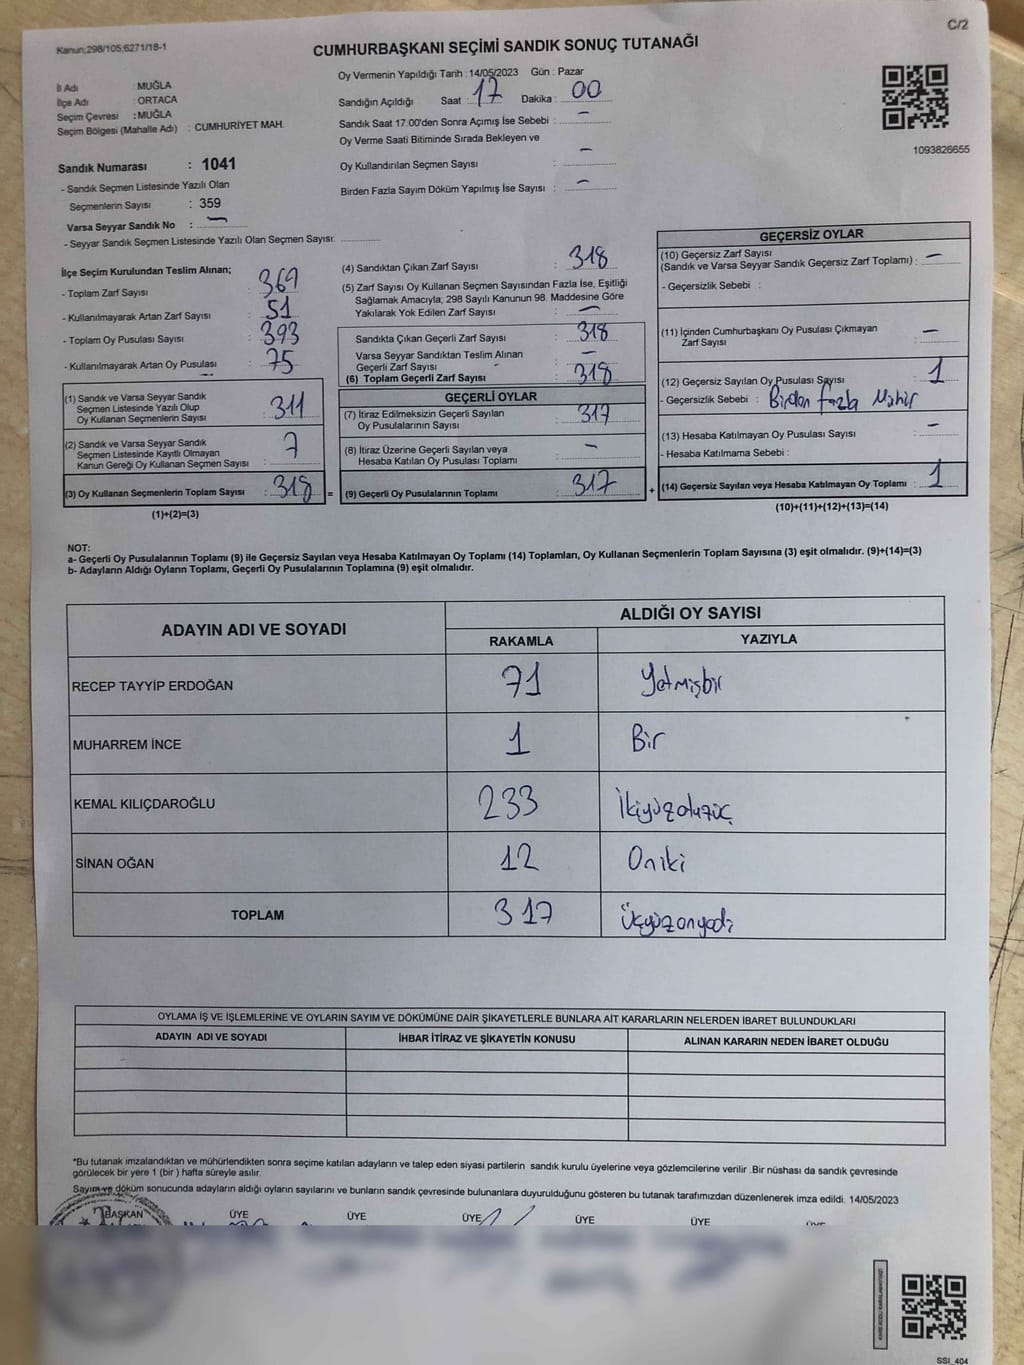 C/2
Kanun;298/105;6271/18-1
CUMHURBAŞKANI SEÇİMİ SANDIK SONUÇ TUTANAĞI
İl Adı : MUĞLA
İlçe Adı : ORTACA
Seçim Çevresi : MUĞLA
Seçim Bölgesi (Mahalle Adı) : CUMHURİYET MAH.
Sandık Numarası : 1041
- Sandık Seçmen Listesinde Yazılı Olan
Seçmenlerin Sayısı : 359
Varsa Seyyar Sandık No : —
- Seyyar Sandık Seçmen Listesinde Yazılı Olan Seçmen Sayısı:
Oy Vermenin Yapıldığı Tarih : 14/05/2023 Gün : Pazar
Sandığın Açıldığı Saat : 17 Dakika : 00
Sandık Saat 17:00'den Sonra Açımış İse Sebebi : —
Oy Verme Saati Bitiminde Sırada Bekleyen ve
Oy Kullandırılan Seçmen Sayısı : —
Birden Fazla Sayım Döküm Yapılmış İse Sayısı : —
1093826655
İlçe Seçim Kurulundan Teslim Alınan;
- Toplam Zarf Sayısı : 369
- Kullanılmayarak Artan Zarf Sayısı : 51
- Toplam Oy Pusulası Sayısı : 393
- Kullanılmayarak Artan Oy Pusulası : 75
(1) Sandık ve Varsa Seyyar Sandık
Seçmen Listesinde Yazılı Olup
Oy Kullanan Seçmenlerin Sayısı : 311
(2) Sandık ve Varsa Seyyar Sandık
Seçmen Listesinde Kayıtlı Olmayan
Kanun Gereği Oy Kullanan Seçmen Sayısı : 7
(3) Oy Kullanan Seçmenlerin Toplam Sayısı : 318 =
(1)+(2)=(3)
(4) Sandıktan Çıkan Zarf Sayısı : 318
(5) Zarf Sayısı Oy Kullanan Seçmen Sayısından Fazla İse, Eşitliği
Sağlamak Amacıyla; 298 Sayılı Kanunun 98. Maddesine Göre
Yakılarak Yok Edilen Zarf Sayısı : —
Sandıkta Çıkan Geçerli Zarf Sayısı : 318
Varsa Seyyar Sandıktan Teslim Alınan
Geçerli Zarf Sayısı : —
(6) Toplam Geçerli Zarf Sayısı : 318
GEÇERLİ OYLAR
(7) İtiraz Edilmeksizin Geçerli Sayılan
Oy Pusulalarının Sayısı : 317
(8) İtiraz Üzerine Geçerli Sayılan veya
Hesaba Katılan Oy Pusulası Toplamı : —
(9) Geçerli Oy Pusulalarının Toplamı : 317 +
GEÇERSİZ OYLAR
(10) Geçersiz Zarf Sayısı
(Sandık ve Varsa Seyyar Sandık Geçersiz Zarf Toplamı) : —
- Geçersizlik Sebebi :
(11) İçinden Cumhurbaşkanı Oy Pusulası Çıkmayan
Zarf Sayısı : —
(12) Geçersiz Sayılan Oy Pusulası Sayısı : 1
- Geçersizlik Sebebi : Birden fazla Mühür
(13) Hesaba Katılmayan Oy Pusulası Sayısı : —
- Hesaba Katılmama Sebebi :
(14) Geçersiz Sayılan veya Hesaba Katılmayan Oy Toplamı : 1
(10)+(11)+(12)+(13)=(14)
NOT:
a- Geçerli Oy Pusulalarının Toplamı (9) ile Geçersiz Sayılan veya Hesaba Katılmayan Oy Toplamı (14) Toplamları, Oy Kullanan Seçmenlerin Toplam Sayısına (3) eşit olmalıdır. (9)+(14)=(3)
b- Adayların Aldığı Oyların Toplamı, Geçerli Oy Pusulalarının Toplamına (9) eşit olmalıdır.
ADAYIN ADI VE SOYADI
ALDIĞI OY SAYISI
RAKAMLA YAZIYLA
RECEP TAYYİP ERDOĞAN 71 Yetmişbir
MUHARREM İNCE 1 Bir
KEMAL KILIÇDAROĞLU 233 İkiyüzotuzüç
SİNAN OĞAN 12 Oniki
TOPLAM 317 Üçyüzonyedi
OYLAMA İŞ VE İŞLEMLERİNE VE OYLARIN SAYIM VE DÖKÜMÜNE DAİR ŞİKAYETLERLE BUNLARA AİT KARARLARIN NELERDEN İBARET BULUNDUKLARI
ADAYIN ADI VE SOYADI İHBAR İTİRAZ VE ŞİKAYETİN KONUSU ALINAN KARARIN NEDEN İBARET OLDUĞU
*Bu tutanak imzalandıktan ve mühürlendikten sonra seçime katılan adayların ve talep eden siyasi partilerin sandık kurulu üyelerine veya gözlemcilerine verilir .Bir nüshası da sandık çevresinde
görülecek bir yere 1 (bir ) hafta süreyle asılır.
Sayım ve döküm sonucunda adayların aldığı oyların sayılarını ve bunların sandık çevresinde bulunanlara duyurulduğunu gösteren bu tutanak tarafımızdan düzenlenerek imza edildi. 14/05/2023
BAŞKAN ÜYE ÜYE ÜYE ÜYE ÜYE ÜYE
SSI_404